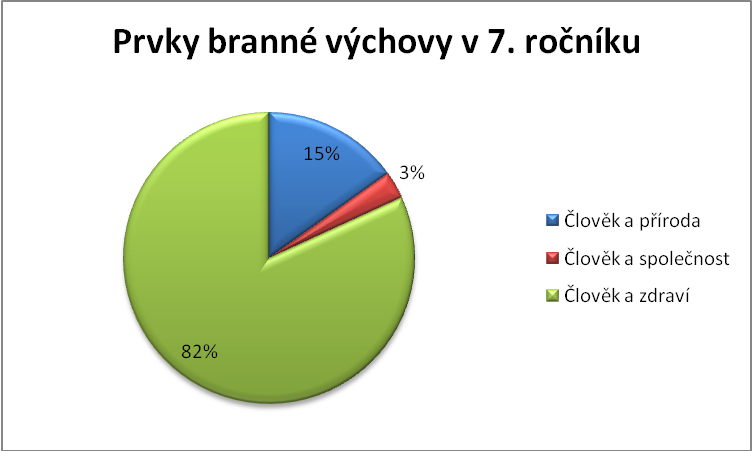 Prvky branné výchovy v 7. ročníku
15%
3%
82%
Člověk a příroda
Člověk a společnost
Člověk a zdraví